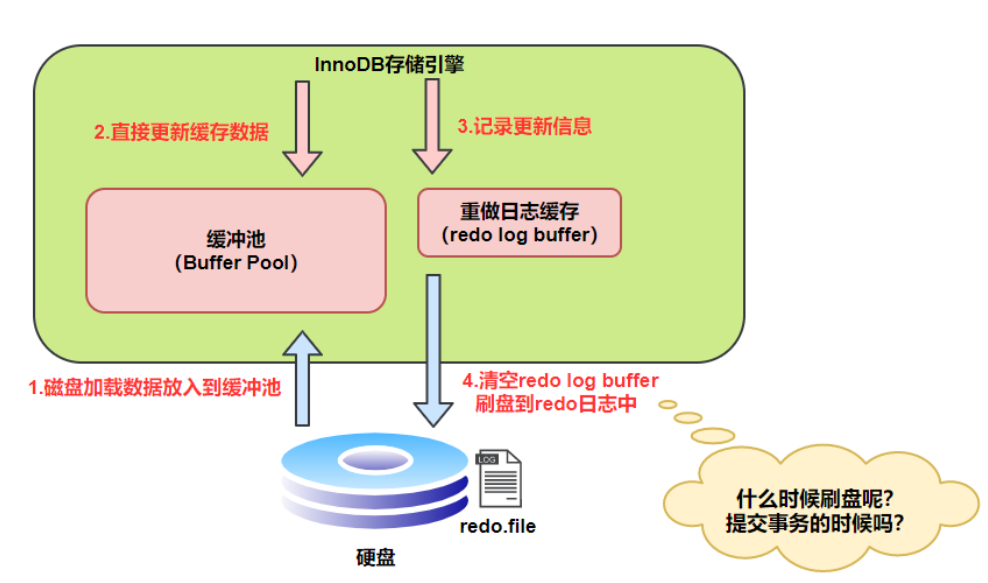 InnoDB存储引擎
2.直接更新缓存数据
3.记录更新信息
缓冲池
（Buffer Pool）
重做日志缓存
（redo log buffer）
1.磁盘加载数据放入到缓冲池
4.清空redo log buffer
刷盘到redo日志中
LOG
redo.file
硬盘
什么时候刷盘呢？
提交事务的时候吗？